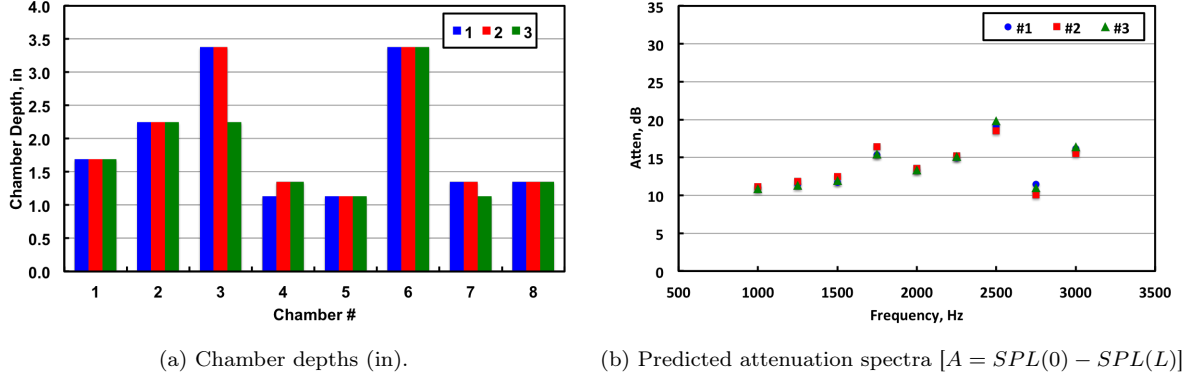 4.0
3.5
3.0
2.5
2.0
1.5
1.0
0.5
0.0
Chamber Depth, in
1 2 3
1 2 3 4 5 6 7 8
Chamber #
(a) Chamber depths (in).
35
30
25
20
15
10
5
0
Atten, dB
#1 #2 #3
500 1000 1500 2000 2500 3000 3500
Frequency, Hz
(b) Predicted attenuation spectra [A = SPL(0) − SPL(L)]